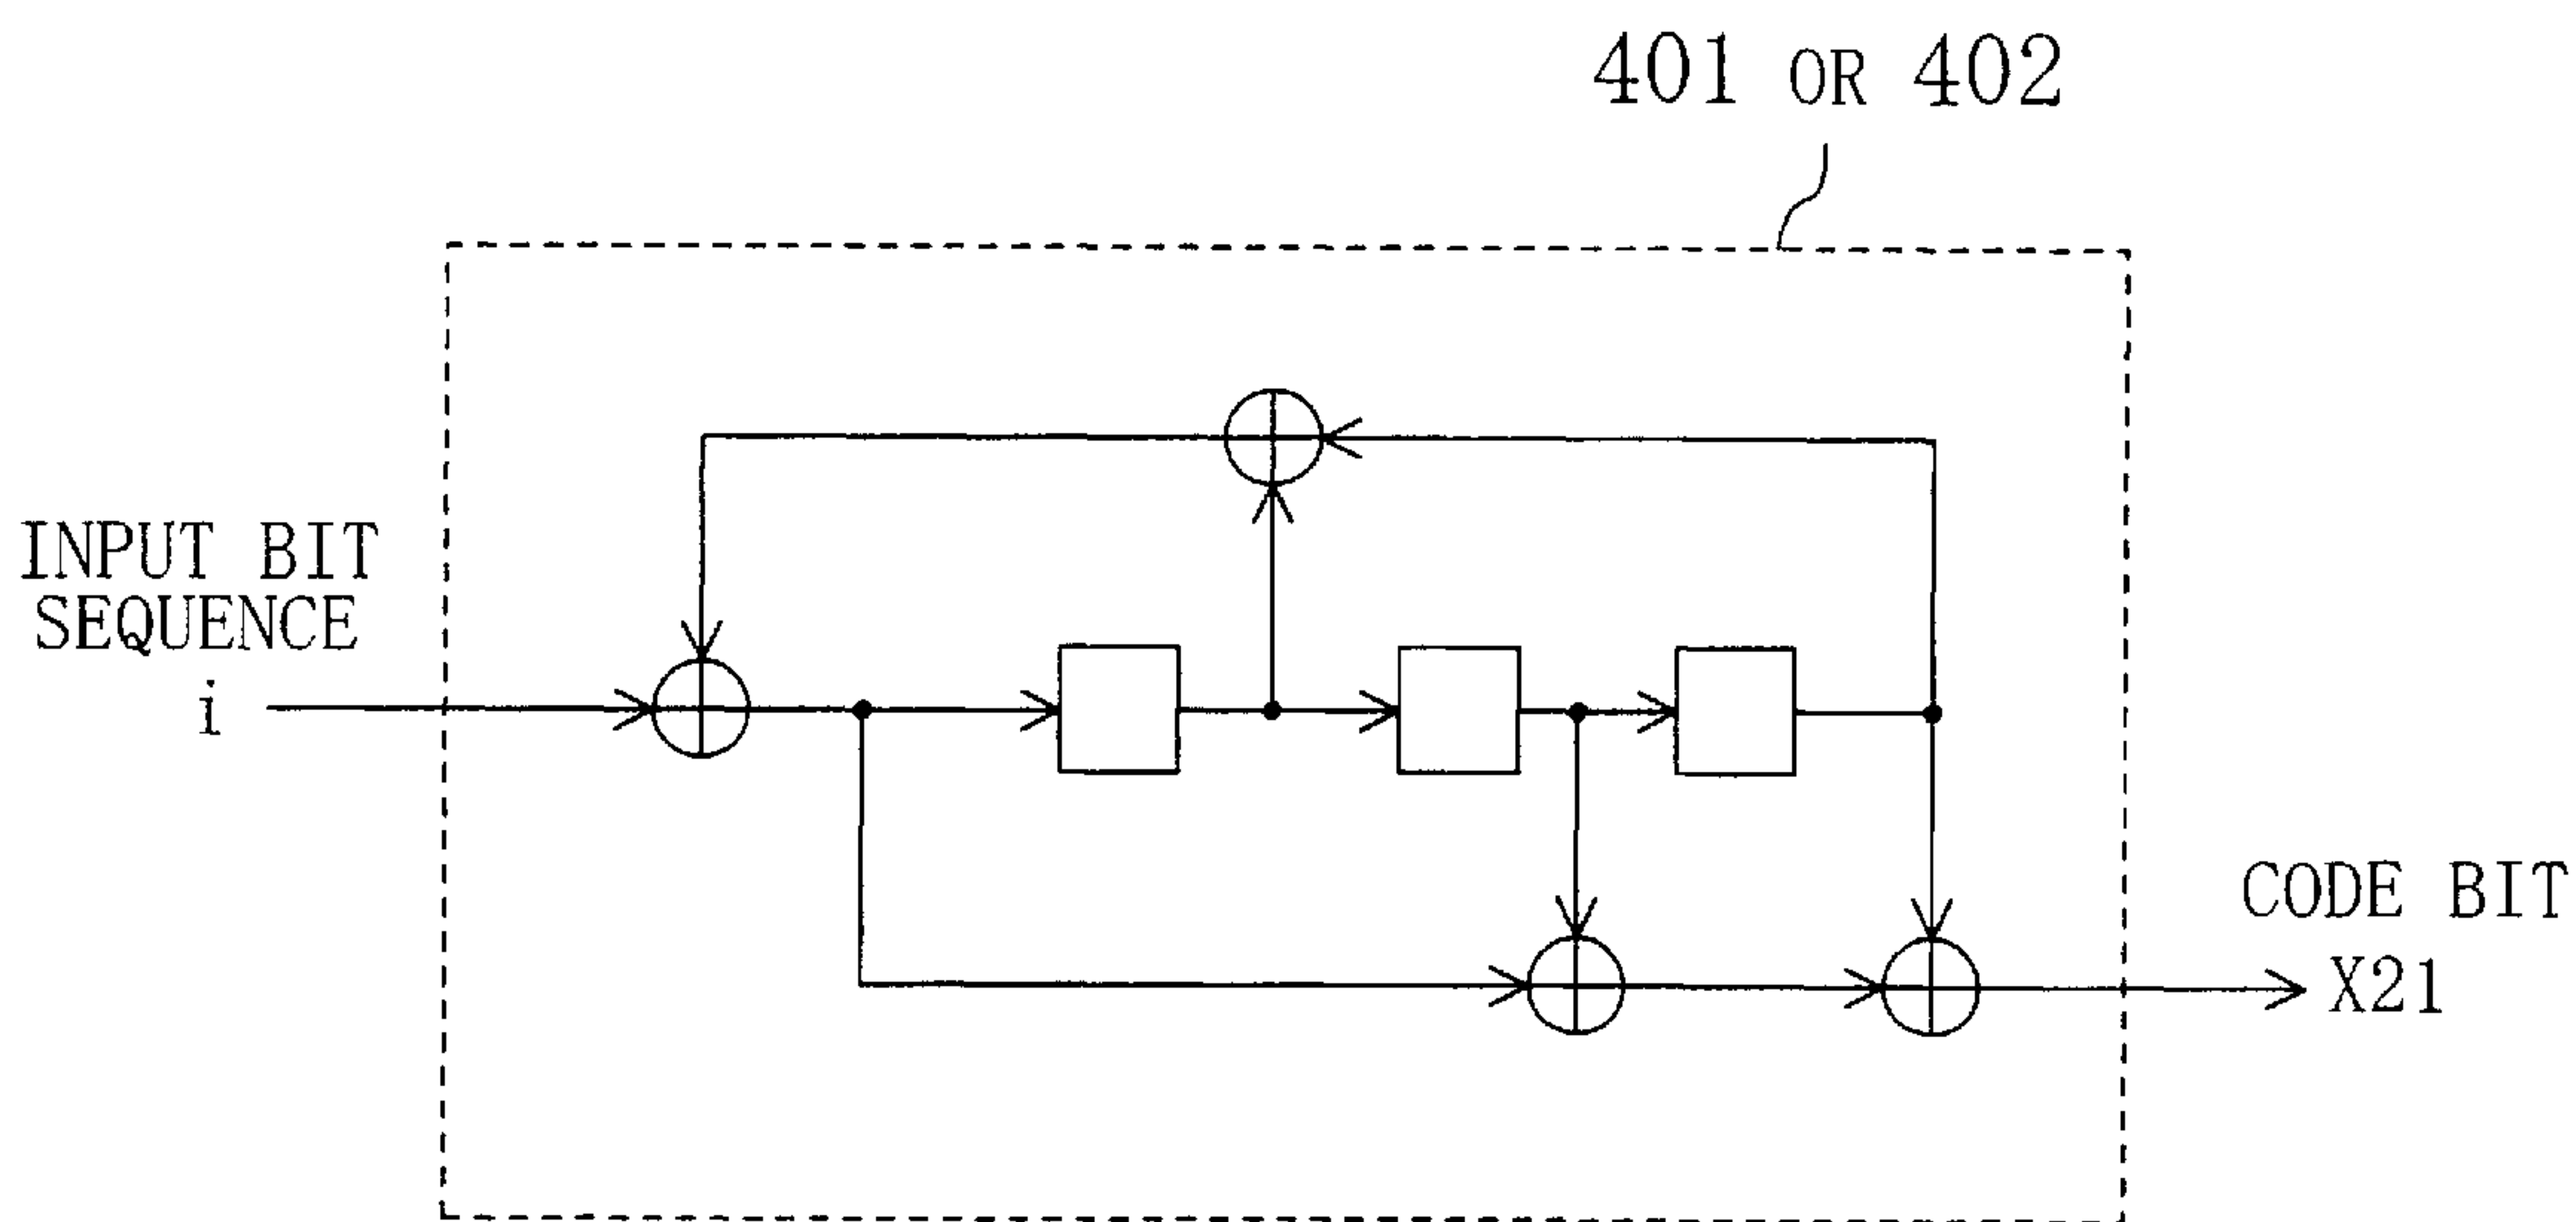 401 OR 402
INPUT BIT
SEQUENCE
i
CODE BIT
X21